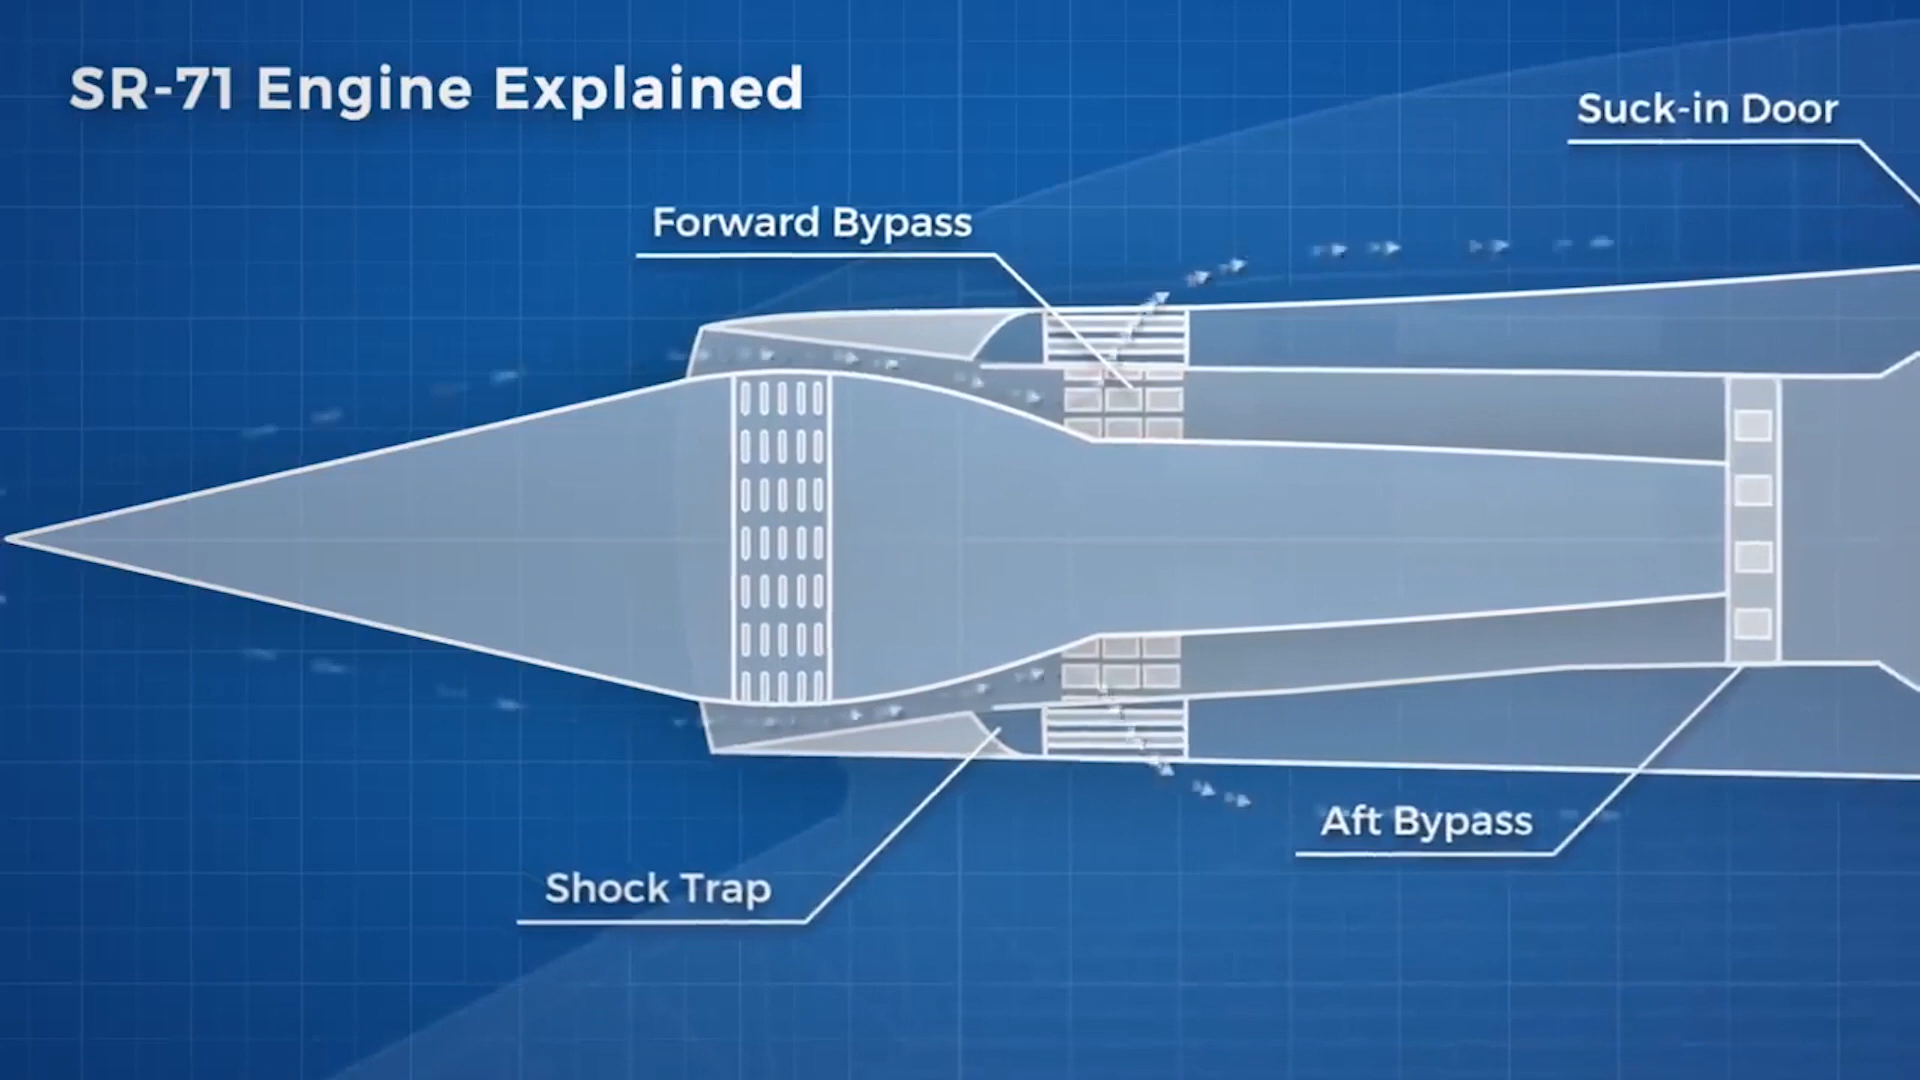 SR-71 Engine Explained
Suck-in Door
Forward Bypass
Aft Bypass
Shock Trap